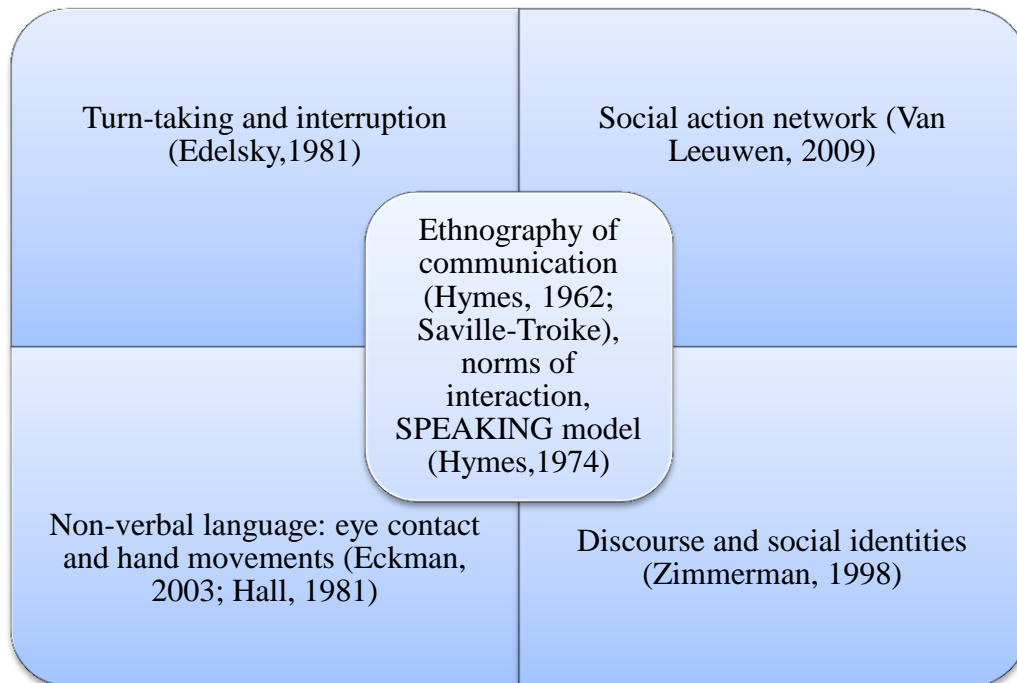 Turn-taking and interruption
(Edelsky,1981)
Social action network (Van
Leeuwen, 2009)
Ethnography of
communication
(Hymes, 1962;
Saville-Troike),
norms of
interaction,
SPEAKING model
(Hymes,1974)
Non-verbal language: eye contact
and hand movements (Eckman,
2003; Hall, 1981)
Discourse and social identities
(Zimmerman, 1998)